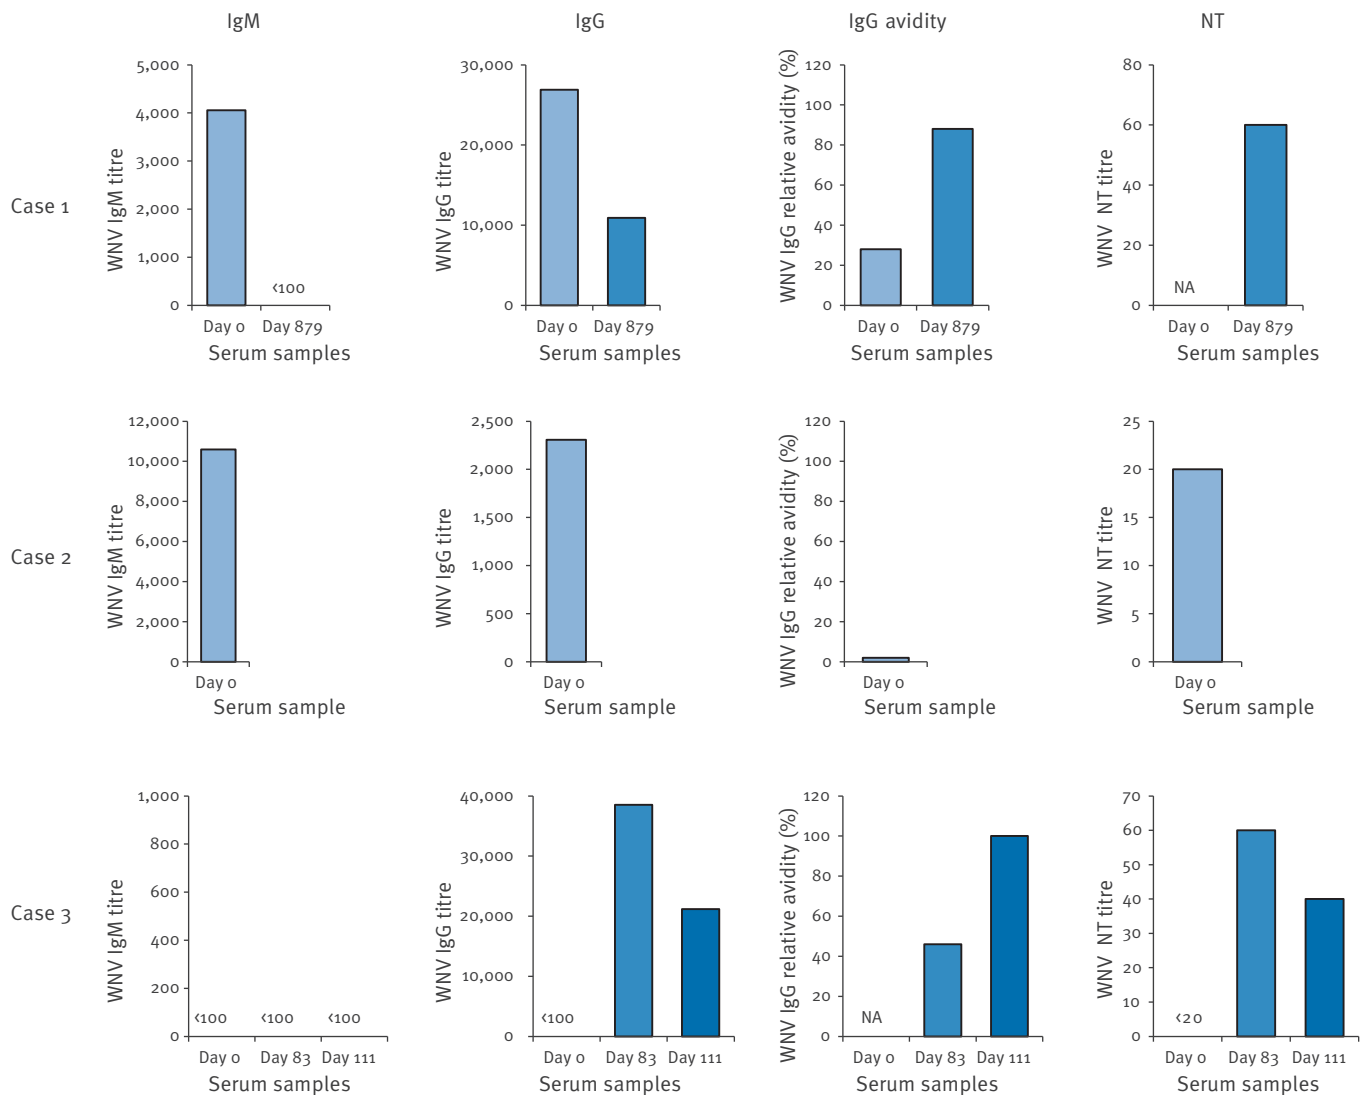 IgM
IgG
IgG avidity
NT
Case 1
WNV IgM titre
5,000
4,000
3,000
2,000
1,000
0
<100
Day 0
Day 879
Serum samples
WNV IgG titre
30,000
20,000
10,000
0
Day 0
Day 879
Serum samples
WNV IgG relative avidity (%)
120
100
80
60
40
20
0
Day 0
Day 879
Serum samples
WNV NT titre
80
60
40
20
0
NA
Day 0
Day 879
Serum samples
Case 2
WNV IgM titre
12,000
10,000
8,000
6,000
4,000
2,000
0
Day 0
Serum sample
WNV IgG titre
2,500
2,000
1,500
1,000
500
0
Day 0
Serum sample
WNV IgG relative avidity (%)
120
100
80
60
40
20
0
Day 0
Serum sample
WNV NT titre
25
20
15
10
5
0
Day 0
Serum sample
Case 3
WNV IgM titre
1,000
800
600
400
200
0
<100
<100
<100
Day 0
Day 83
Day 111
Serum samples
WNV IgG titre
40,000
30,000
20,000
10,000
0
<100
Day 0
Day 83
Day 111
Serum samples
WNV IgG relative avidity (%)
120
100
80
60
40
20
0
NA
Day 0
Day 83
Day 111
Serum samples
WNV NT titre
70
60
50
40
30
20
10
0
<20
Day 0
Day 83
Day 111
Serum samples